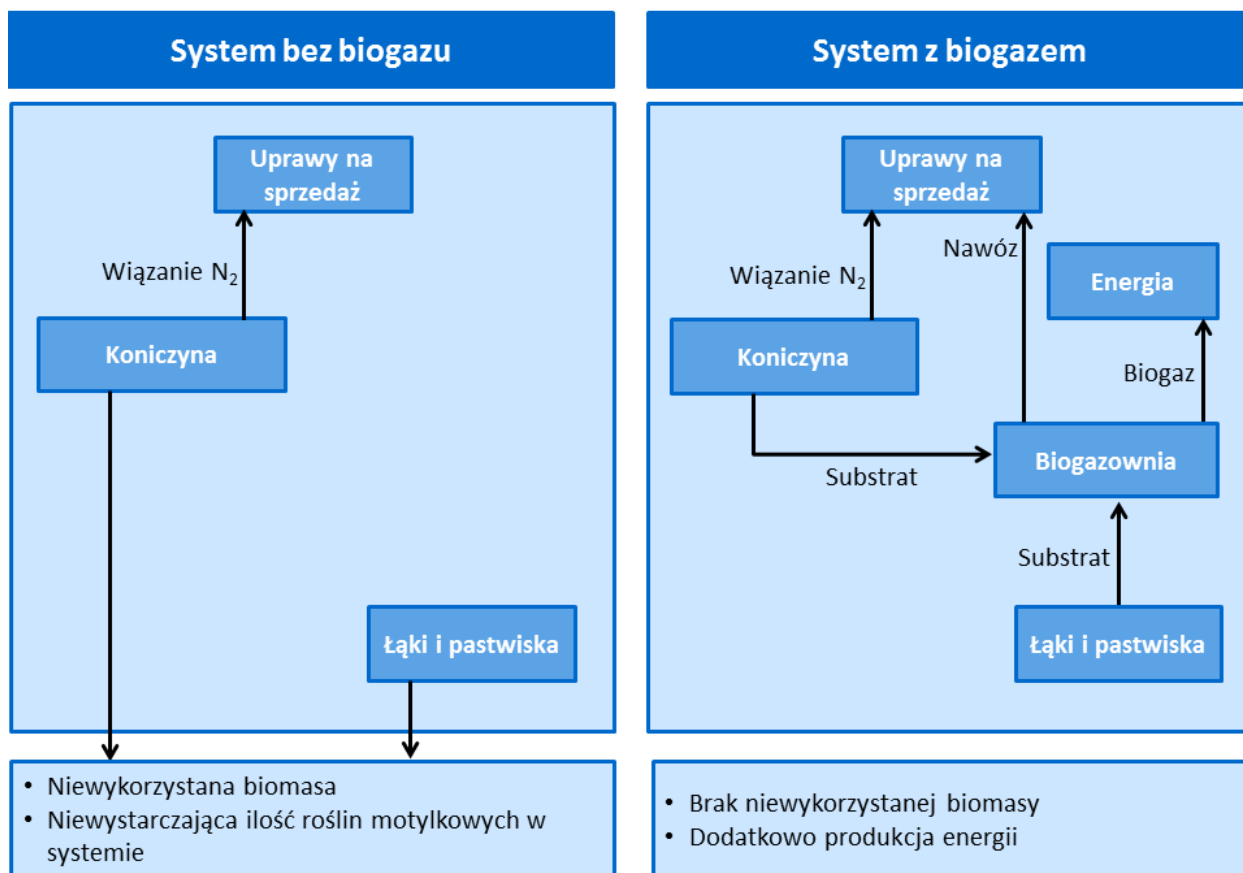 System bez biogazu
Uprawy na
sprzedaż
Wiązanie N₂
Koniczyna
Łąki i pastwiska
• Niewykorzystana biomasa
• Niewystarczająca ilość roślin motylkowych w
systemie
System z biogazem
Uprawy na
sprzedaż
Nawóz
Wiązanie N₂
Energia
Koniczyna
Biogaz
Biogazownia
Substrat
Substrat
Łąki i pastwiska
• Brak niewykorzystanej biomasy
• Dodatkowo produkcja energii